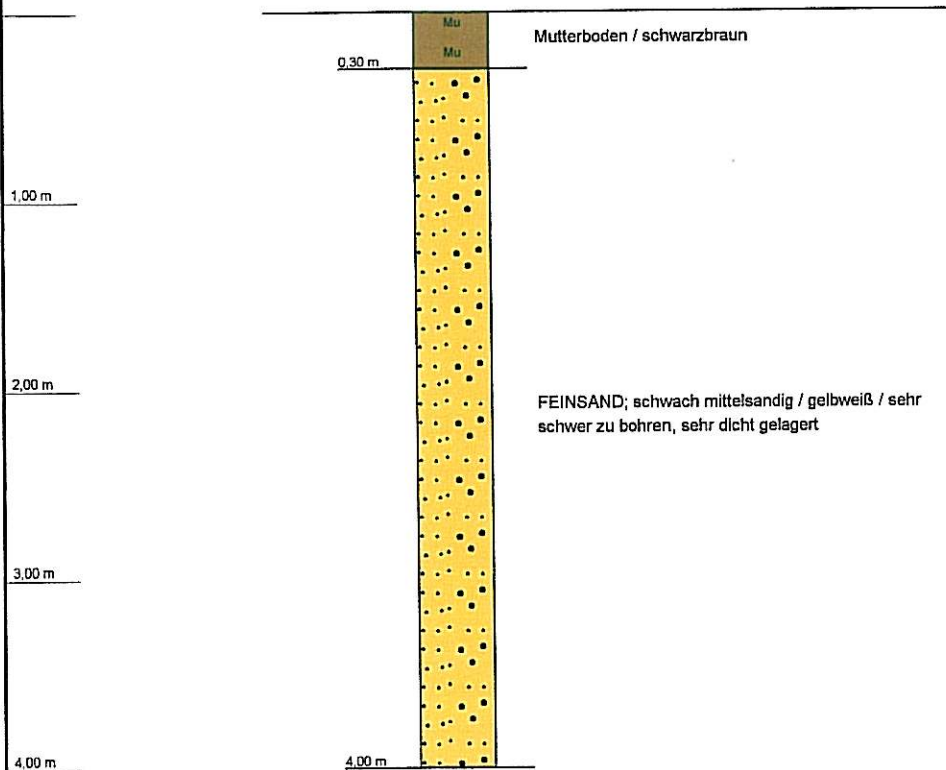 Mu
Mutterboden / schwarzbraun
Mu
0,30 m
1,00 m
2,00 m
FEINSAND; schwach mittelsandig / gelbweiß / sehr
schwer zu bohren, sehr dicht gelagert
3,00 m
4,00 m
4,00 m